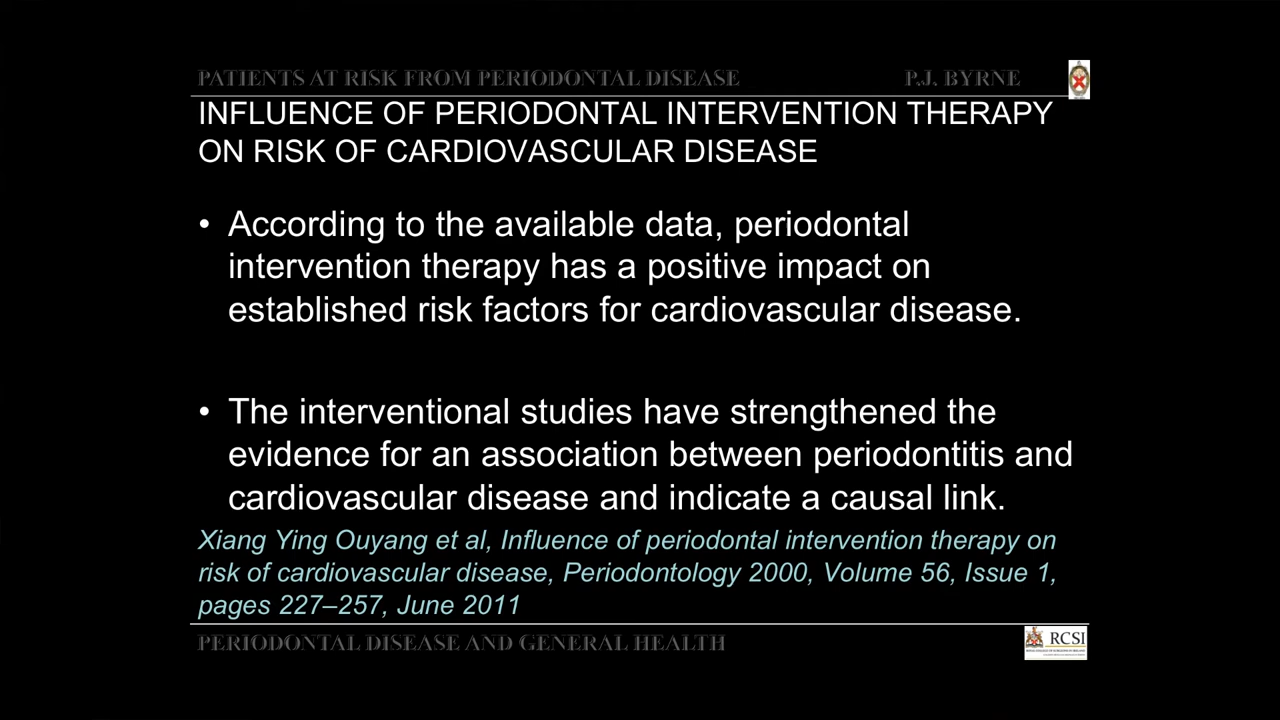 PATIENTS AT RISK FROM PERIODONTAL DISEASE P.J. BYRNE
INFLUENCE OF PERIODONTAL INTERVENTION THERAPY
ON RISK OF CARDIOVASCULAR DISEASE
• According to the available data, periodontal
intervention therapy has a positive impact on
established risk factors for cardiovascular disease.
• The interventional studies have strengthened the
evidence for an association between periodontitis and
cardiovascular disease and indicate a causal link.
Xiang Ying Ouyang et al, Influence of periodontal intervention therapy on
risk of cardiovascular disease, Periodontology 2000, Volume 56, Issue 1,
pages 227–257, June 2011
PERIODONTAL DISEASE AND GENERAL HEALTH
RCSI